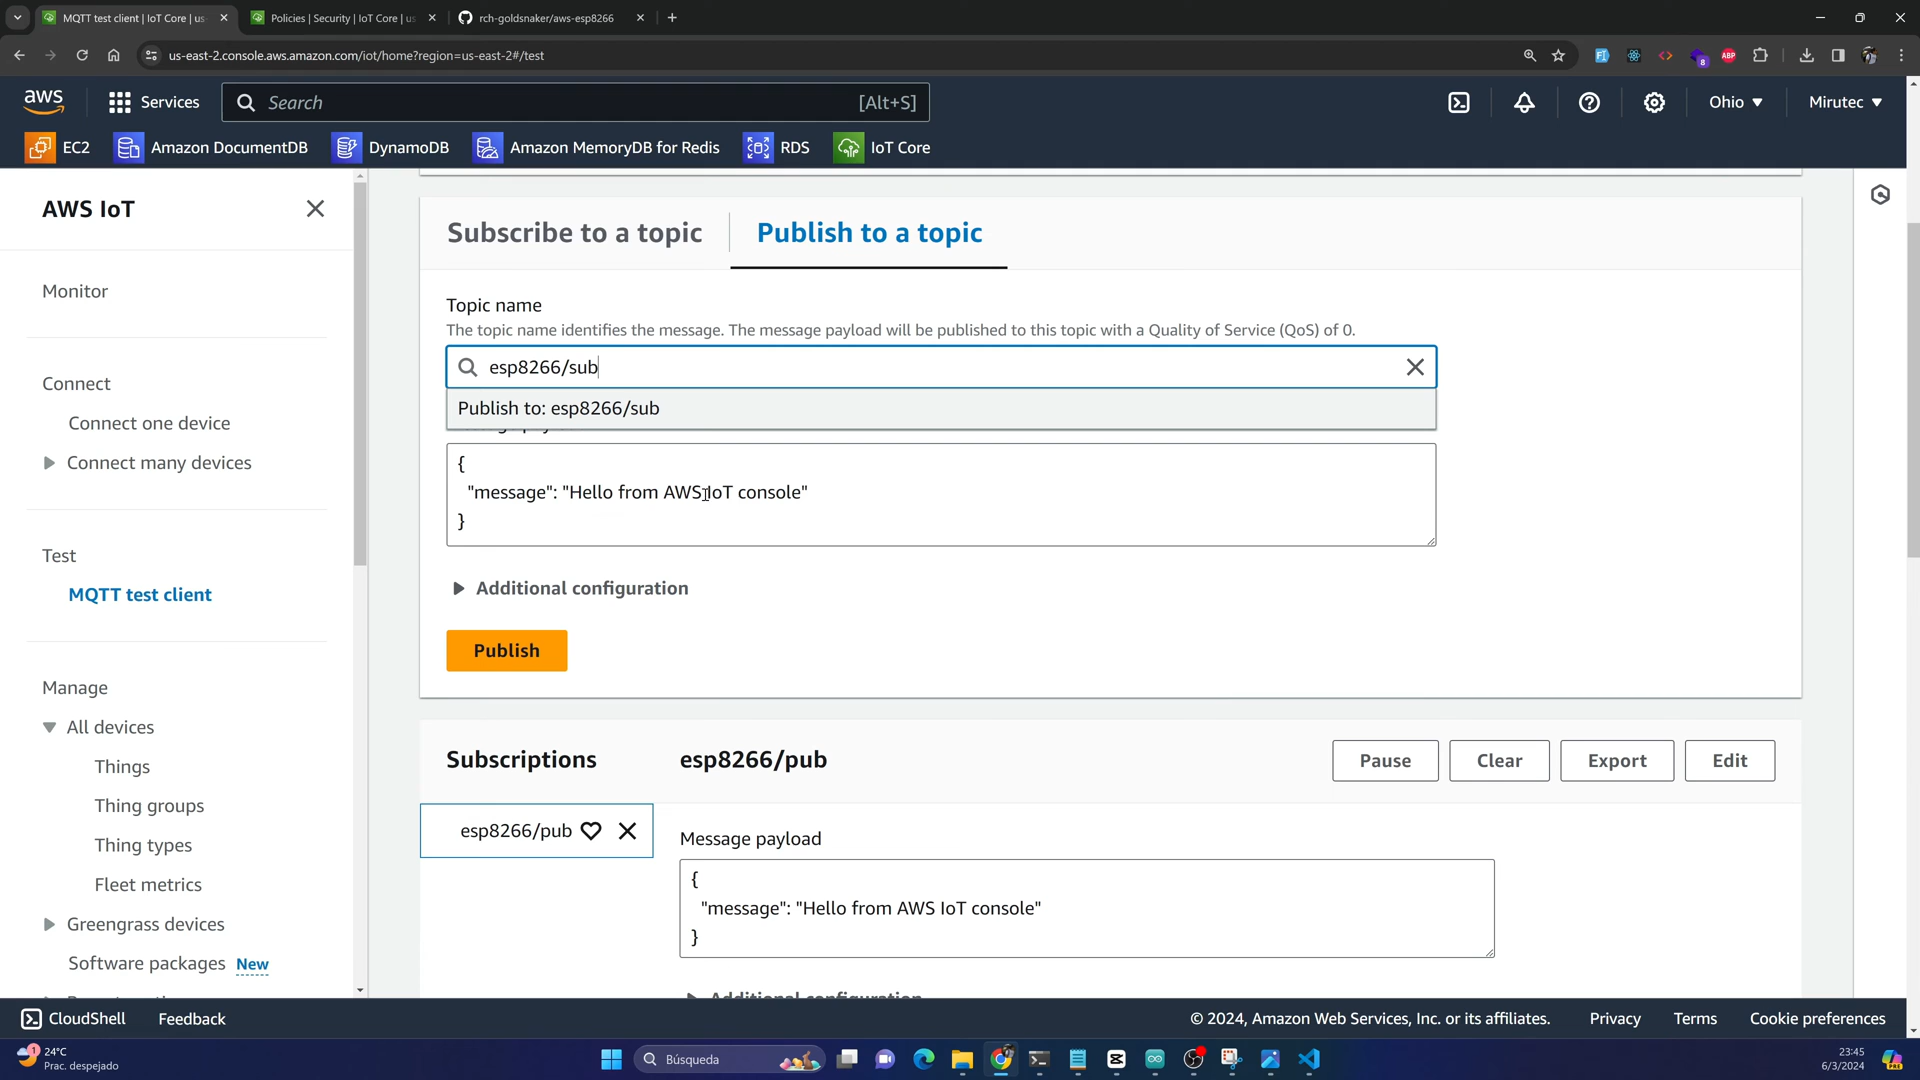 MQTT test client | IoT Core | us-
Policies | Security | IoT Core | us
rch-goldsnaker/aws-esp8266
us-east-2.console.aws.amazon.com/iot/home?region=us-east-2#/test
8
ABP
aws
Services
Search
[Alt+S]
Ohio
Mirutec
EC2
Amazon DocumentDB
DynamoDB
Amazon MemoryDB for Redis
RDS
IoT Core
AWS IoT
Monitor
Connect
Connect one device
Connect many devices
Test
MQTT test client
Manage
All devices
Things
Thing groups
Thing types
Fleet metrics
Greengrass devices
Software packages New
Subscribe to a topic
Publish to a topic
Topic name
The topic name identifies the message. The message payload will be published to this topic with a Quality of Service (QoS) of 0.
esp8266/sub
Publish to: esp8266/sub
{
"message": "Hello from AWS IoT console"
}
Additional configuration
Publish
Subscriptions
esp8266/pub
Pause
Clear
Export
Edit
esp8266/pub
Message payload
{
"message": "Hello from AWS IoT console"
}
Additional configuration
CloudShell
Feedback
© 2024, Amazon Web Services, Inc. or its affiliates.
Privacy
Terms
Cookie preferences
1
24°C
Prac. despejado
Búsqueda
23:45
6/3/2024
PRE